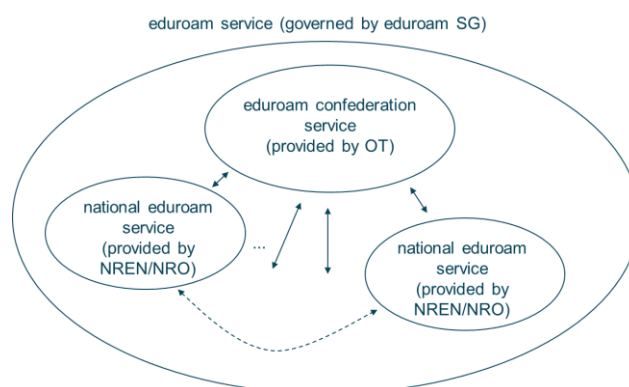 eduroam service (governed by eduroam SG)
eduroam confederation
service
(provided by OT)
national eduroam
service
(provided by
NREN/NRO)
...
national eduroam
service
(provided by
NREN/NRO)